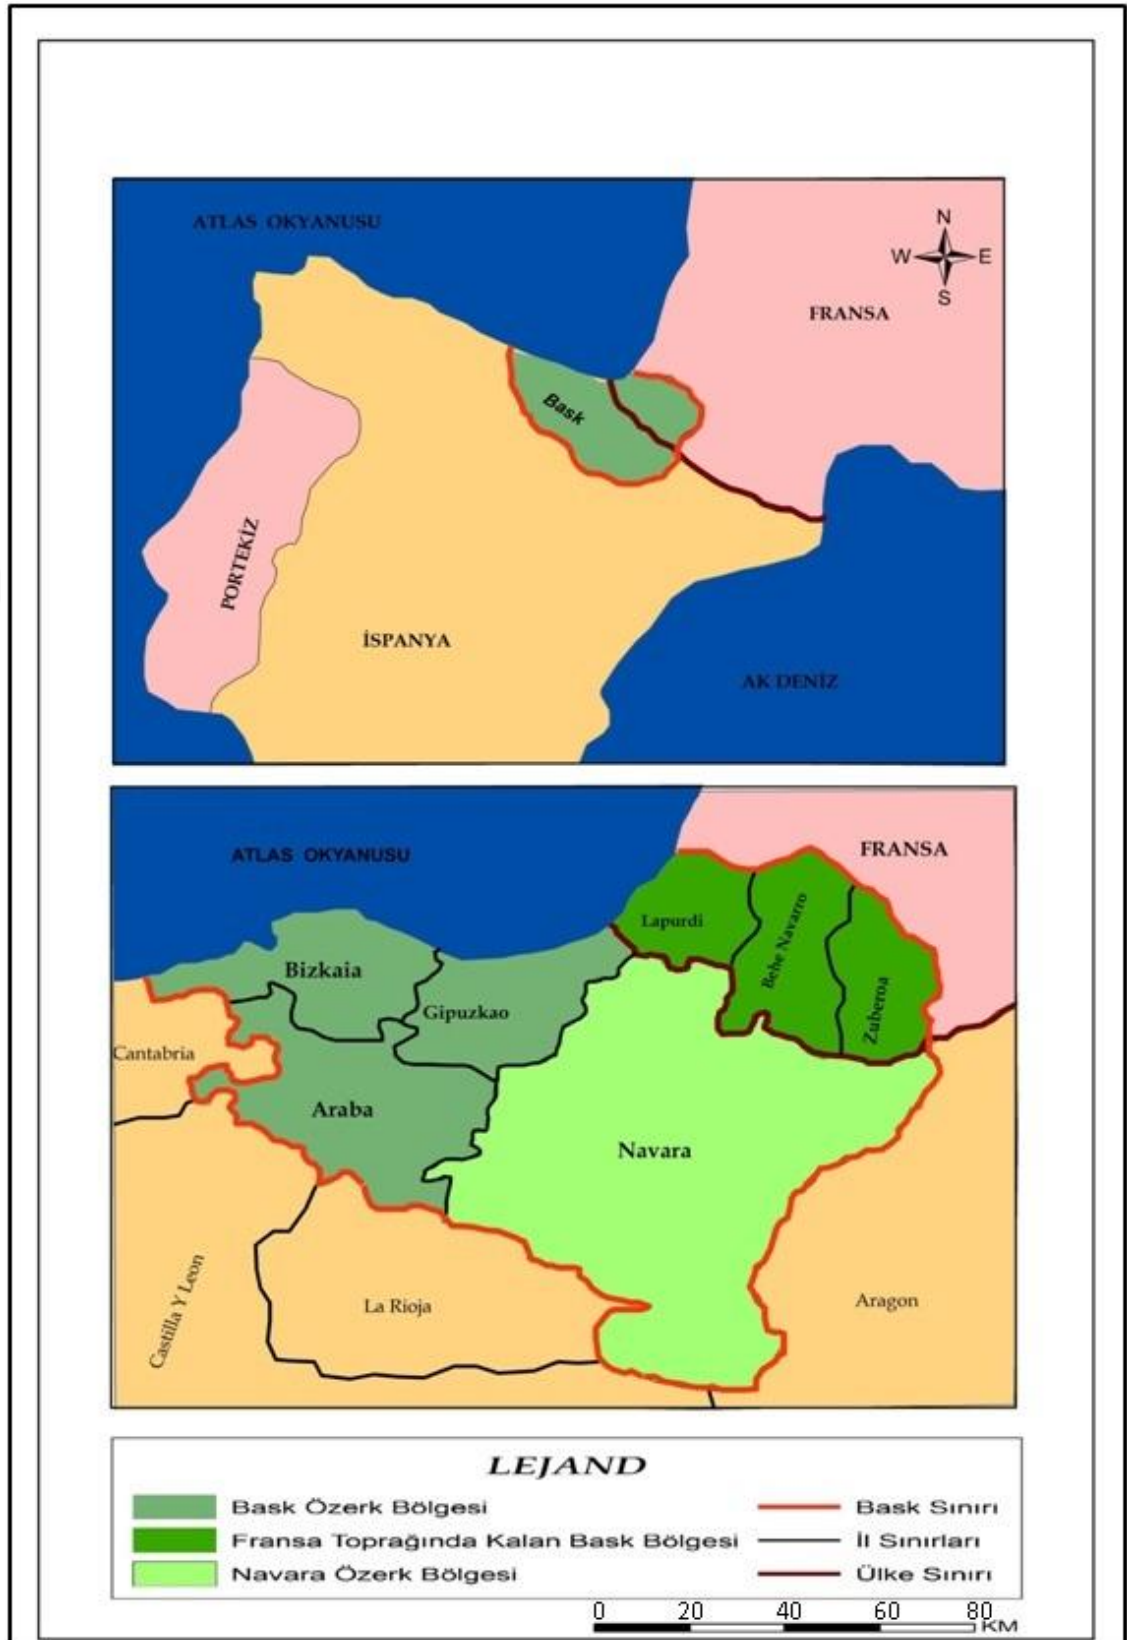 ATLAS OKYANUSU
N
W E
S
FRANSA
Bask
PORTEKİZ
İSPANYA
AK DENİZ
ATLAS OKYANUSU
FRANSA
Lapurdi
Behe Navarro
Zuberoa
Bizkaia
Gipuzkao
Cantabria
Araba
Navara
Castilla Y Leon
La Rioja
Aragon
LEJAND
Bask Özerk Bölgesi
Fransa Toprağında Kalan Bask Bölgesi
Navara Özerk Bölgesi
Bask Sınırı
İl Sınırları
Ülke Sınırı
0 20 40 60 80
KM